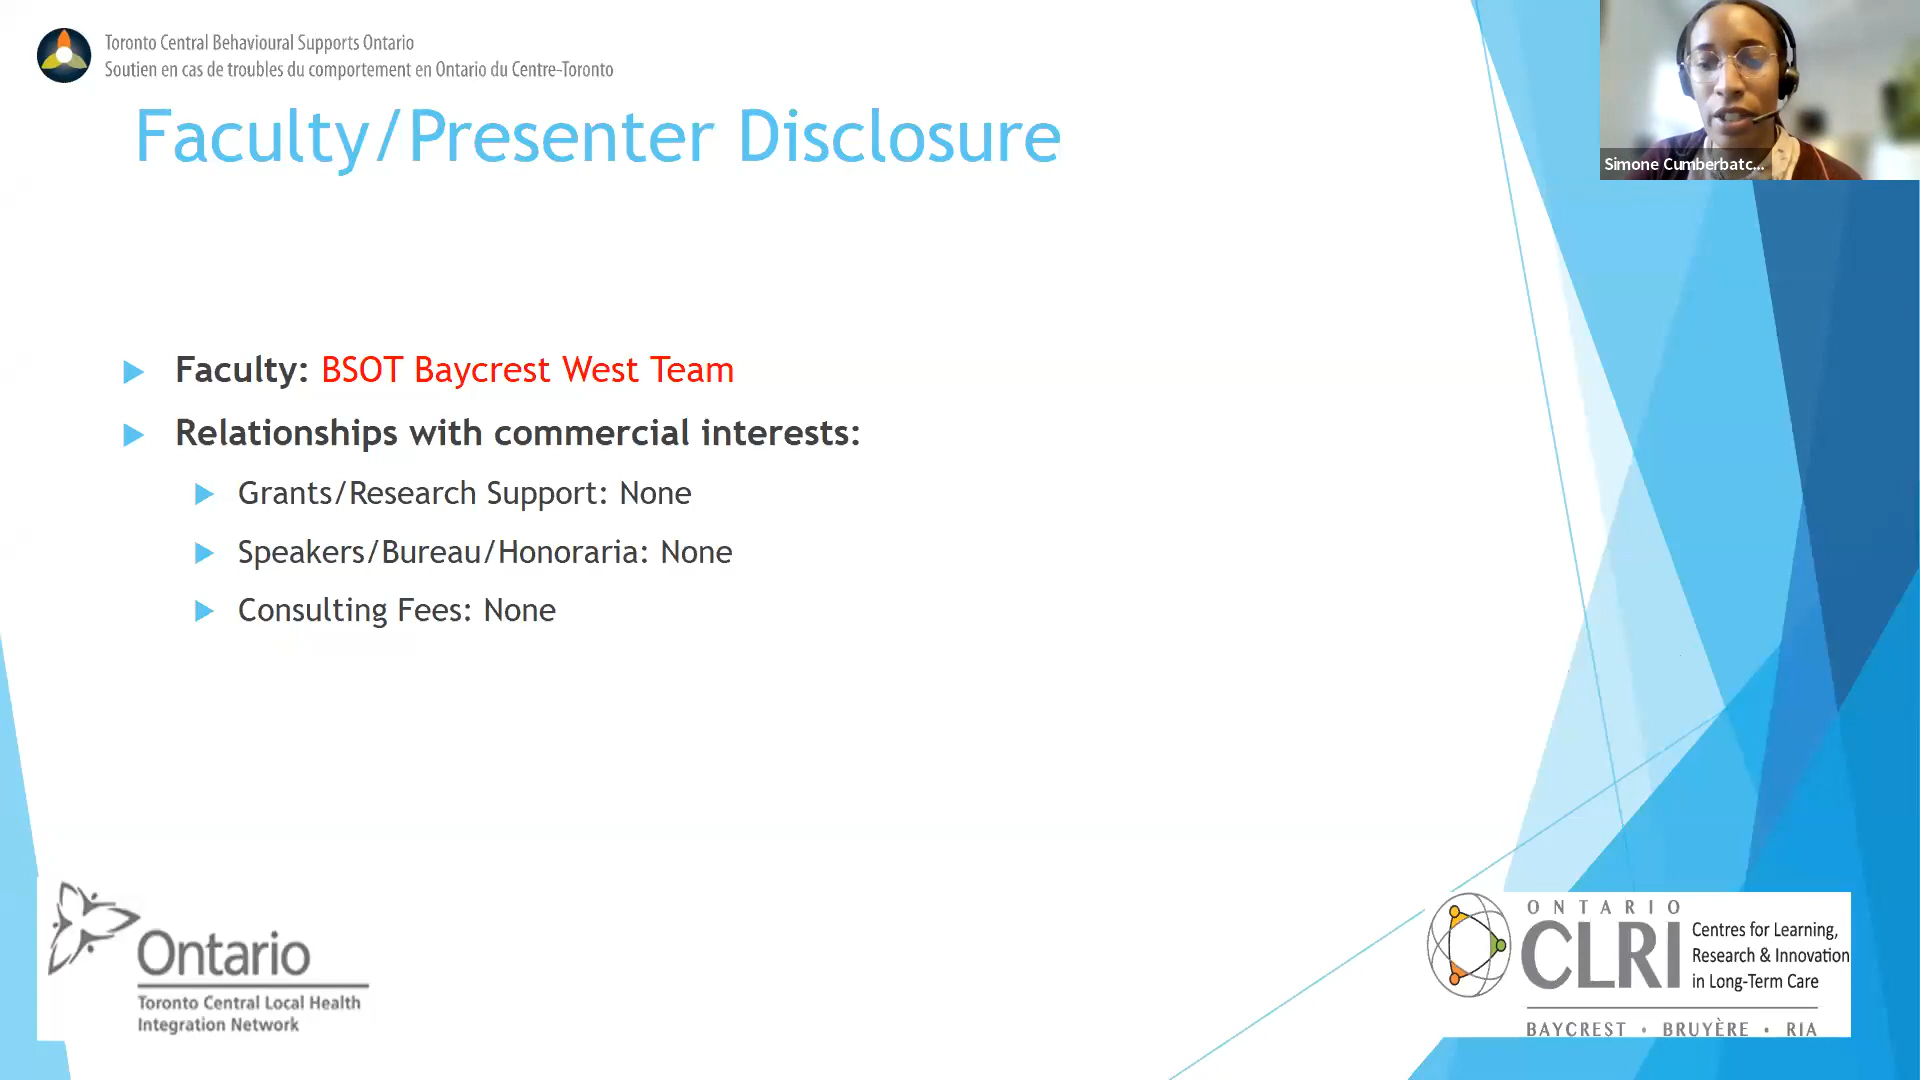 Toronto Central Behavioural Supports Ontario
Soutien en cas de troubles du comportement en Ontario du Centre-Toronto
Faculty/Presenter Disclosure
Simone Cumberbatc...
Faculty: BSOT Baycrest West Team
Relationships with commercial interests:
Grants/Research Support: None
Speakers/Bureau/Honoraria: None
Consulting Fees: None
Ontario
Toronto Central Local Health
Integration Network
ONTARIO
CLRI
Centres for Learning,
Research & Innovation
in Long-Term Care
BAYCREST • BRUYÈRE • RIA